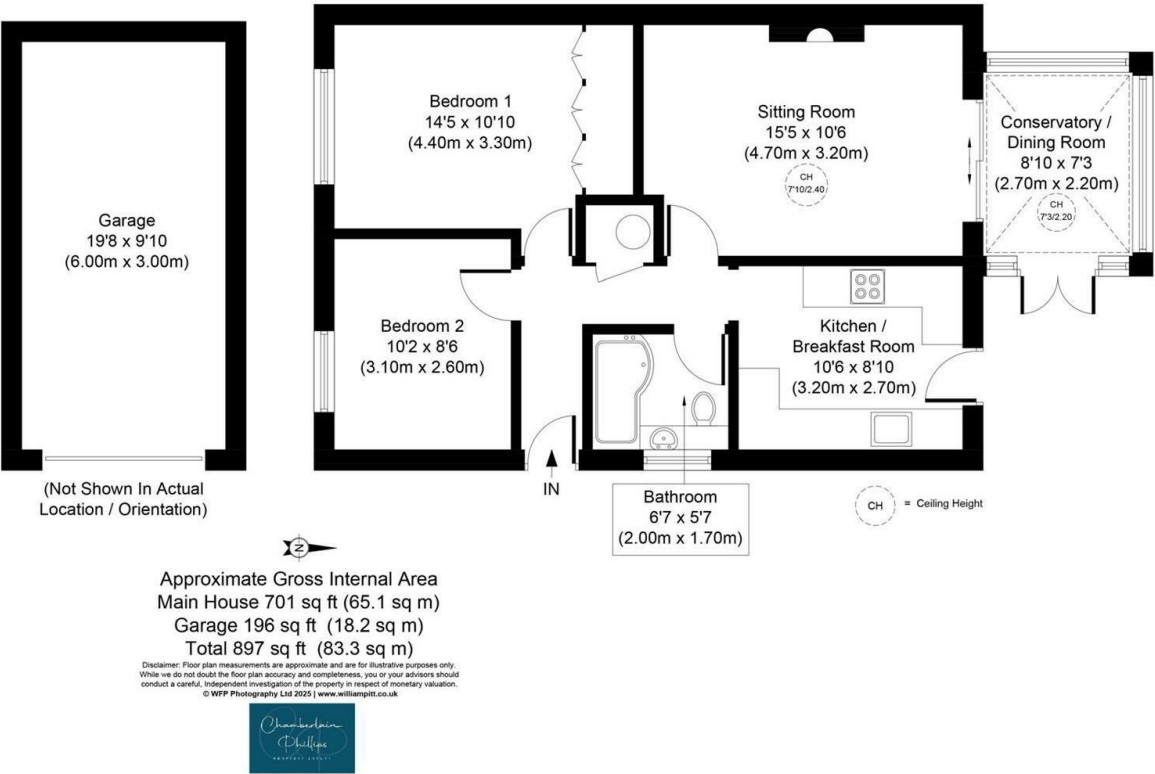 Garage
19'8 x 9'10
(6.00m x 3.00m)
(Not Shown In Actual
Location / Orientation)
Bedroom 1
14'5 x 10'10
(4.40m x 3.30m)
Sitting Room
15'5 x 10'6
(4.70m x 3.20m)
CH
7'10/2.40
Conservatory /
Dining Room
8'10 x 7'3
(2.70m x 2.20m)
CH
7'3/2.20
Bedroom 2
10'2 x 8'6
(3.10m x 2.60m)
Kitchen /
Breakfast Room
10'6 x 8'10
(3.20m x 2.70m)
IN
Bathroom
6'7 x 5'7
(2.00m x 1.70m)
CH = Ceiling Height
N
Approximate Gross Internal Area
Main House 701 sq ft (65.1 sq m)
Garage 196 sq ft (18.2 sq m)
Total 897 sq ft (83.3 sq m)
Disclaimer: Floor plan measurements are approximate and are for illustrative purposes only.
While we do not doubt the floor plan accuracy and completeness, you or your advisors should
conduct a careful, Independent investigation of the property in respect of monetary valuation.
© WFP Photography Ltd 2025 | www.williampitt.co.uk
Chamberlain
Phillips